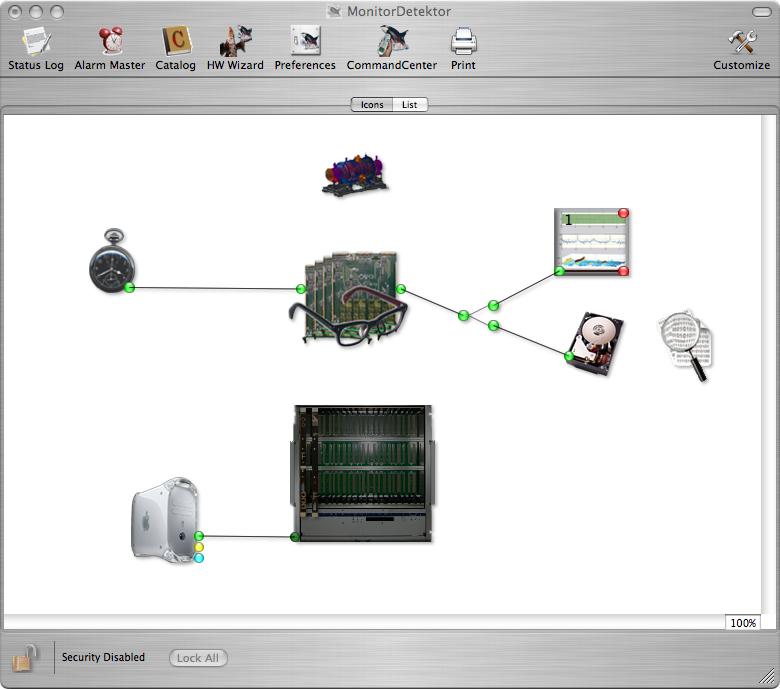 MonitorDetektor
Status Log Alarm Master Catalog HW Wizard Preferences CommandCenter Print Customize
Icons List
1
100%
Security Disabled Lock All